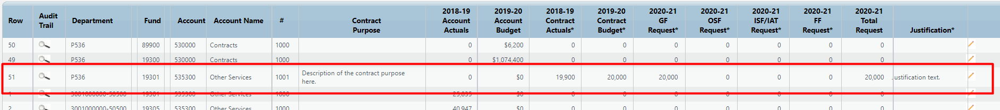 Row Audit Trail Department Fund Account Account Name # Contract Purpose 2018-19 Account Actuals 2019-20 Account Budget 2018-19 Contract Actuals* 2019-20 Contract Budget* 2020-21 GF Request* 2020-21 OSF Request* 2020-21 ISF/IAT Request* 2020-21 FF Request* 2020-21 Total Request Justification*
50 P536 89900 530000 Contracts 1000 0 $6,200 0 0 0 0 0 0 0
49 P536 19300 530000 Contracts 1000 0 $1,074,400 0 0 0 0 0 0 0
51 P536 19301 535300 Other Services 1001 Description of the contract purpose here. 0 $0 19,900 20,000 20,000 0 0 0 20,000 Justification text.
1 3001000000-50500 19301 535300 Other Services 1000 25,835 $0 0 0 0 0 0 0 0
2 3001000000-50500 19305 535300 Other Services 1000 40,947 $0 0 0 0 0 0 0 0